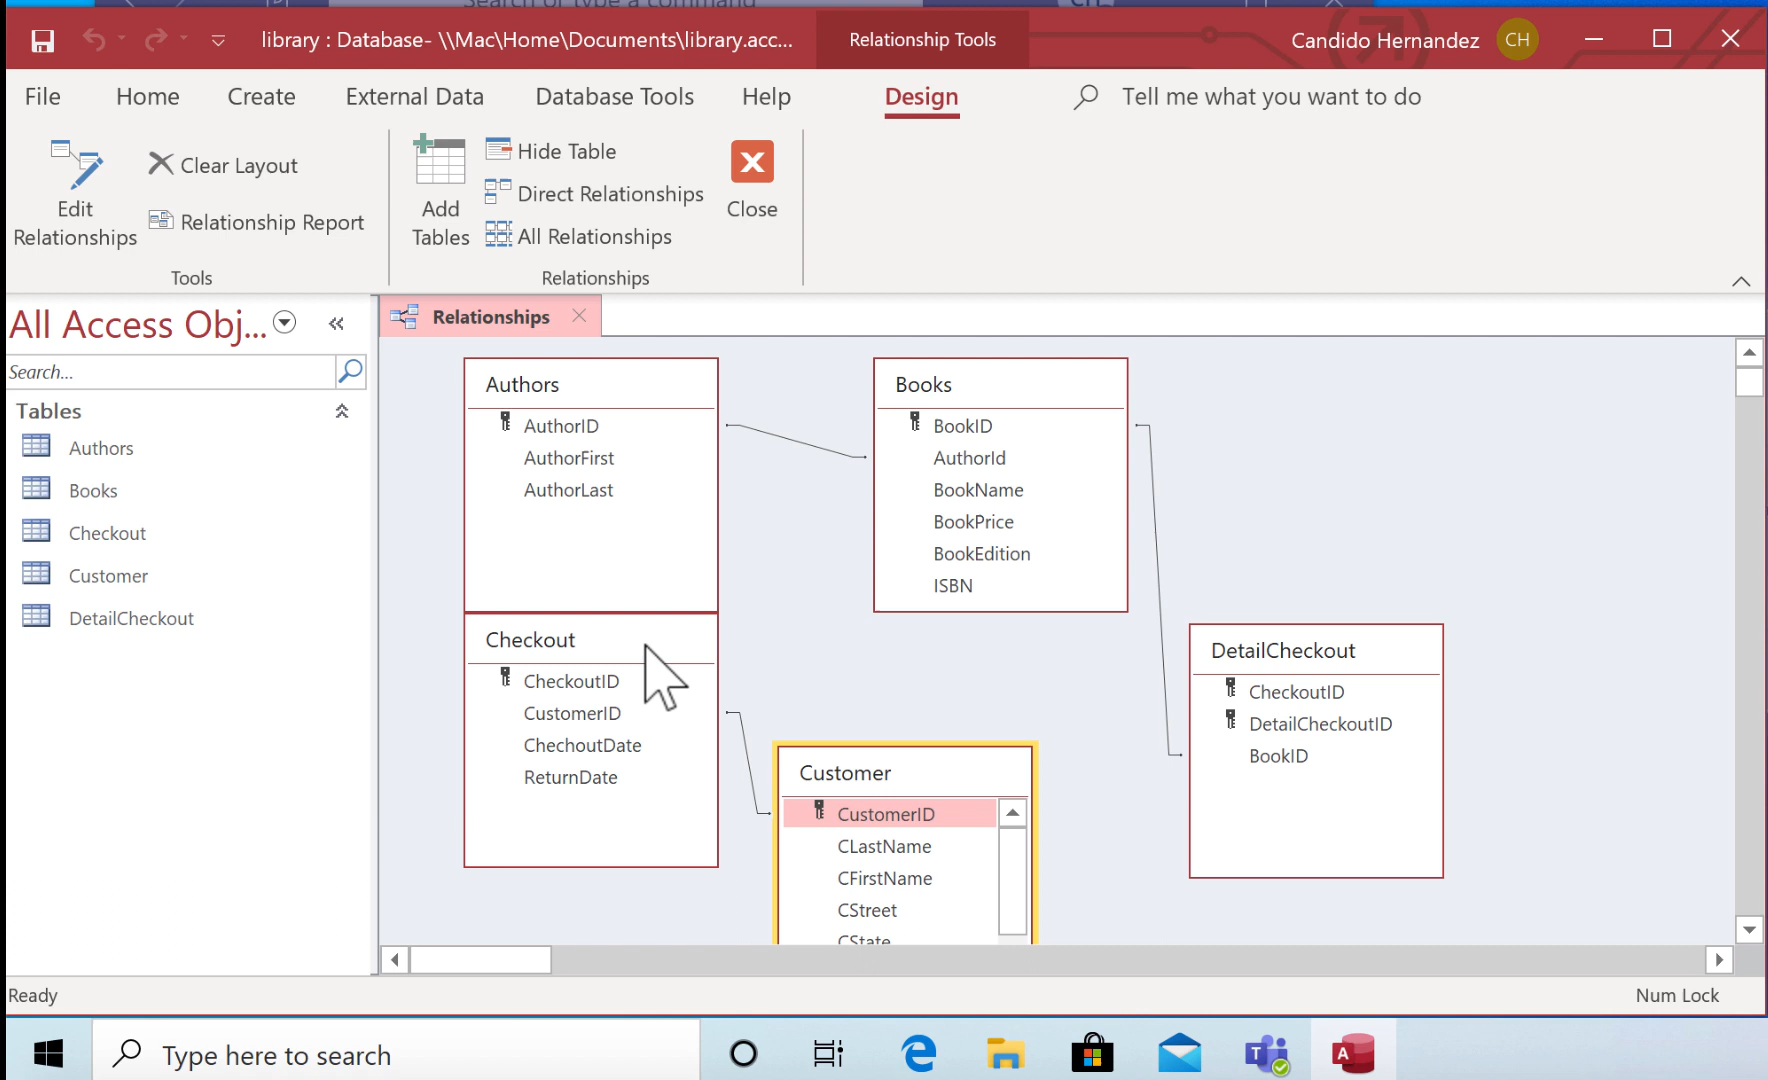 library : Database- \\Mac\Home\Documents\library.acc...
Relationship Tools
Candido Hernandez
CH
File
Home
Create
External Data
Database Tools
Help
Design
Tell me what you want to do
Edit
Relationships
Clear Layout
Relationship Report
Tools
Add
Tables
Hide Table
Direct Relationships
All Relationships
Close
Relationships
All Access Obj...
Search...
Tables
Authors
Books
Checkout
Customer
DetailCheckout
Relationships
Authors
AuthorID
AuthorFirst
AuthorLast
Books
BookID
AuthorId
BookName
BookPrice
BookEdition
ISBN
Checkout
CheckoutID
CustomerID
ChechoutDate
ReturnDate
Customer
CustomerID
CLastName
CFirstName
CStreet
CState
DetailCheckout
CheckoutID
DetailCheckoutID
BookID
Ready
Num Lock
Type here to search